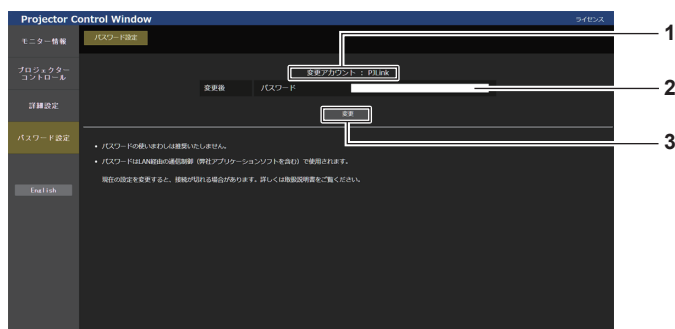 Projector Control Window
ライセンス
モニター情報
プロジェクター
コントロール
詳細設定
パスワード設定
English
パスワード設定
変更アカウント : PJLink
変更後 パスワード
変更
• パスワードの使いまわしは推奨いたしません。
• パスワードはLAN経由の通信制御（弊社アプリケーションソフトを含む）で使用されます。
現在の設定を変更すると、接続が切れる場合があります。詳しくは取扱説明書をご覧ください。
1
2
3